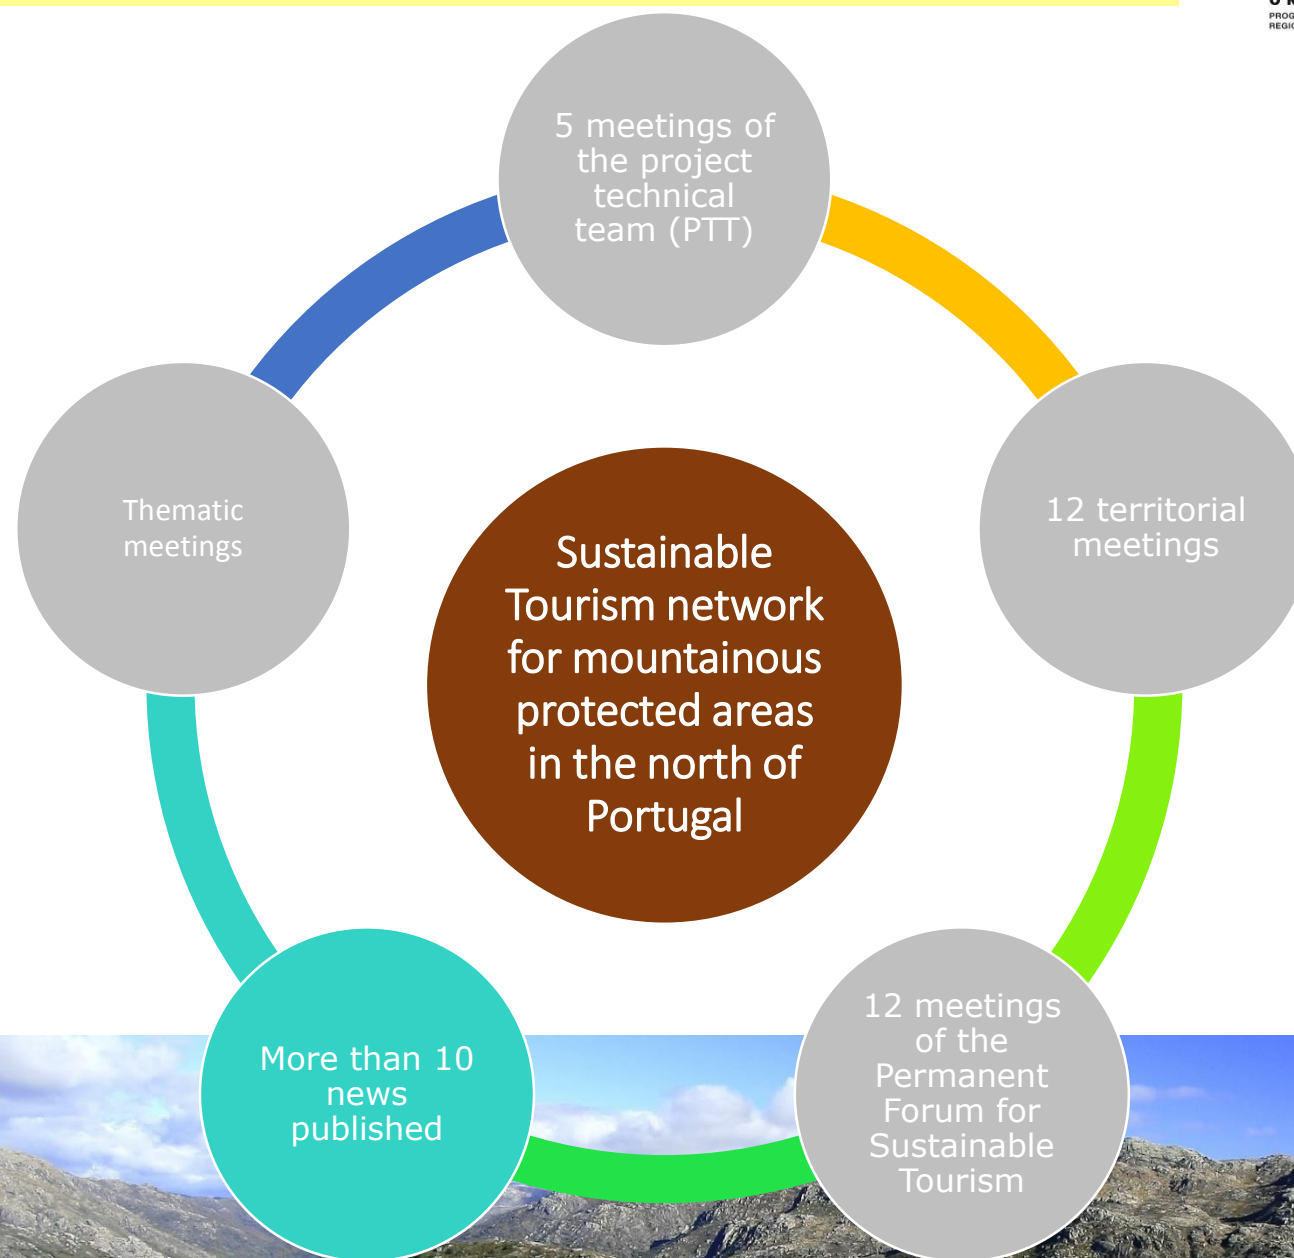 PROG
REGIO
5 meetings of
the project
technical
team (PTT)
12 territorial
meetings
Thematic
meetings
Sustainable
Tourism network
for mountainous
protected areas
in the north of
Portugal
12 meetings
of the
Permanent
Forum for
Sustainable
Tourism
More than 10
news
published